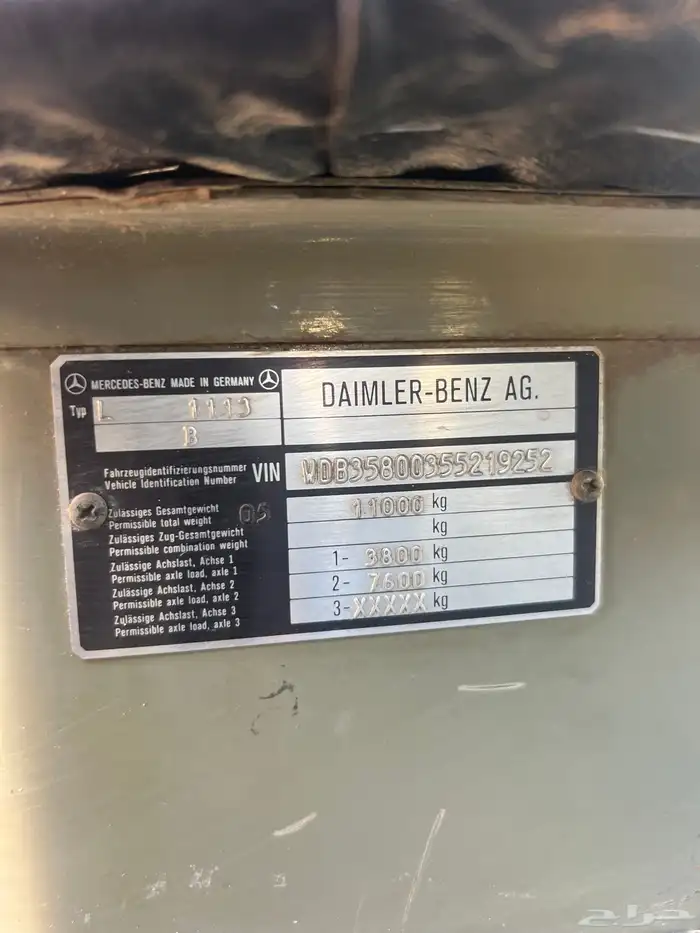 MERCEDES-BENZ MADE IN GERMANY
DAIMLER-BENZ AG.
Typ L 1113
B
Fahrzeugidentifizierungsnummer
Vehicle Identification Number
VIN WDB35800355219252
Zulässiges Gesamtgewicht
Permissible total weight
05
11000 kg
Zulässiges Zug-Gesamtgewicht
Permissible combination weight
kg
Zulässige Achslast, Achse 1
Permissible axle load, axle 1
1- 3800 kg
Zulässige Achslast, Achse 2
Permissible axle load, axle 2
2- 7600 kg
Zulässige Achslast, Achse 3
Permissible axle load, axle 3
3- XXXXX kg
حراج